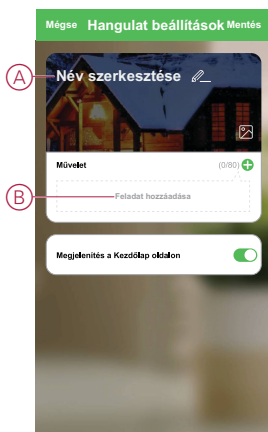 Mégse Hangulat beállítások Mentés
A Név szerkesztése
Művelet (0/80)
B Feladat hozzáadása
Megjelenítés a Kezdőlap oldalon